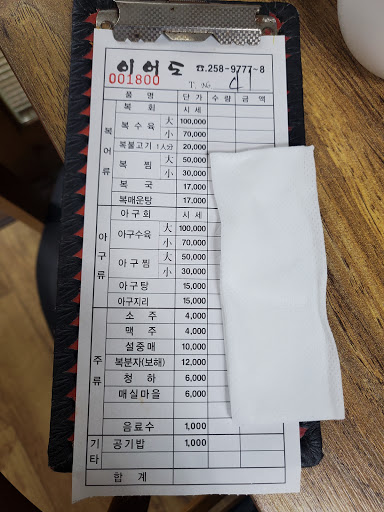 이어도 ☎.258-9777~8
001800 T. No 41
품 명 단 가 수 량 금 액
복어류
복 회 시 세
복 수 육 大 100,000
小 70,000
복불고기 1人分 20,000
복 찜 大 50,000
小 30,000
복 국 17,000
복매운탕 17,000
아구류
아구회 시 세
아구수육 大 100,000
小 70,000
아구찜 大 50,000
小 30,000
아구탕 15,000
아구지리 15,000
주류
소 주 4,000
맥 주 4,000
설중매 10,000
복분자(보해) 12,000
청 하 6,000
매실마을 6,000
음료수 1,000
기타
공기밥 1,000
합 계